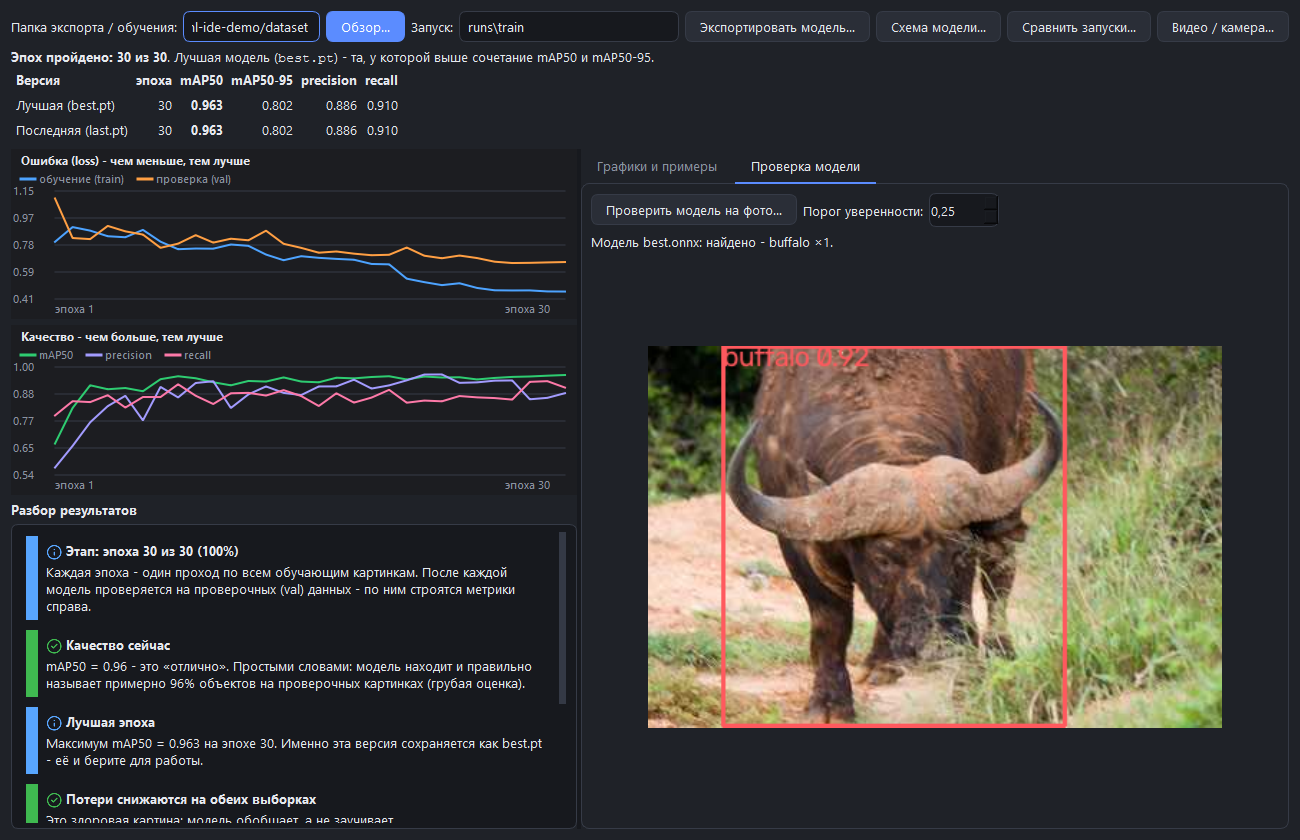 Папка экспорта / обучения: nl-ide-demo/dataset Обзор... Запуск: runs\train Экспортировать модель... Схема модели... Сравнить запуски... Видео / камера...
Эпох пройдено: 30 из 30. Лучшая модель (best.pt) - та, у которой выше сочетание mAP50 и mAP50-95.
Версия эпоха mAP50 mAP50-95 precision recall
Лучшая (best.pt) 30 0.963 0.802 0.886 0.910
Последняя (last.pt) 30 0.963 0.802 0.886 0.910
Ошибка (loss) - чем меньше, тем лучше
обучение (train) проверка (val)
1.15
0.97
0.78
0.59
0.41
эпоха 1 эпоха 30
Качество - чем больше, тем лучше
mAP50 precision recall
1.00
0.88
0.77
0.65
0.54
эпоха 1 эпоха 30
Разбор результатов
Этап: эпоха 30 из 30 (100%)
Каждая эпоха - один проход по всем обучающим картинкам. После каждой
модель проверяется на проверочных (val) данных - по ним строятся метрики
справа.
Качество сейчас
mAP50 = 0.96 - это «отлично». Простыми словами: модель находит и правильно
называет примерно 96% объектов на проверочных картинках (грубая оценка).
Лучшая эпоха
Максимум mAP50 = 0.963 на эпохе 30. Именно эта версия сохраняется как best.pt
- её и берите для работы.
Потери снижаются на обеих выборках
Это здоровая картина: модель обобщает, а не заучивает.
Графики и примеры Проверка модели
Проверить модель на фото... Порог уверенности: 0,25
Модель best.onnx: найдено - buffalo ×1.
buffalo 0.92